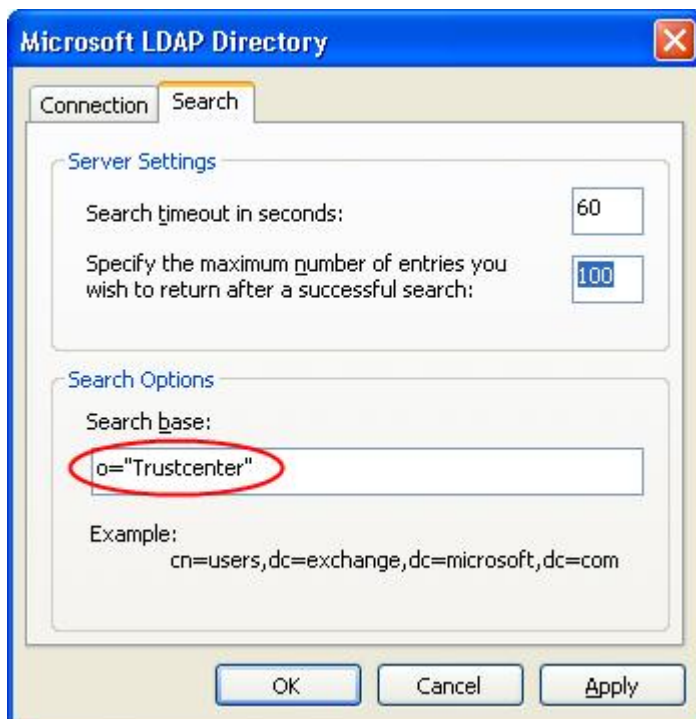 Microsoft LDAP Directory
Connection
Search
Server Settings
Search timeout in seconds:
60
Specify the maximum number of entries you
wish to return after a successful search:
100
Search Options
Search base:
o="Trustcenter"
Example:
cn=users,dc=exchange,dc=microsoft,dc=com
OK
Cancel
Apply